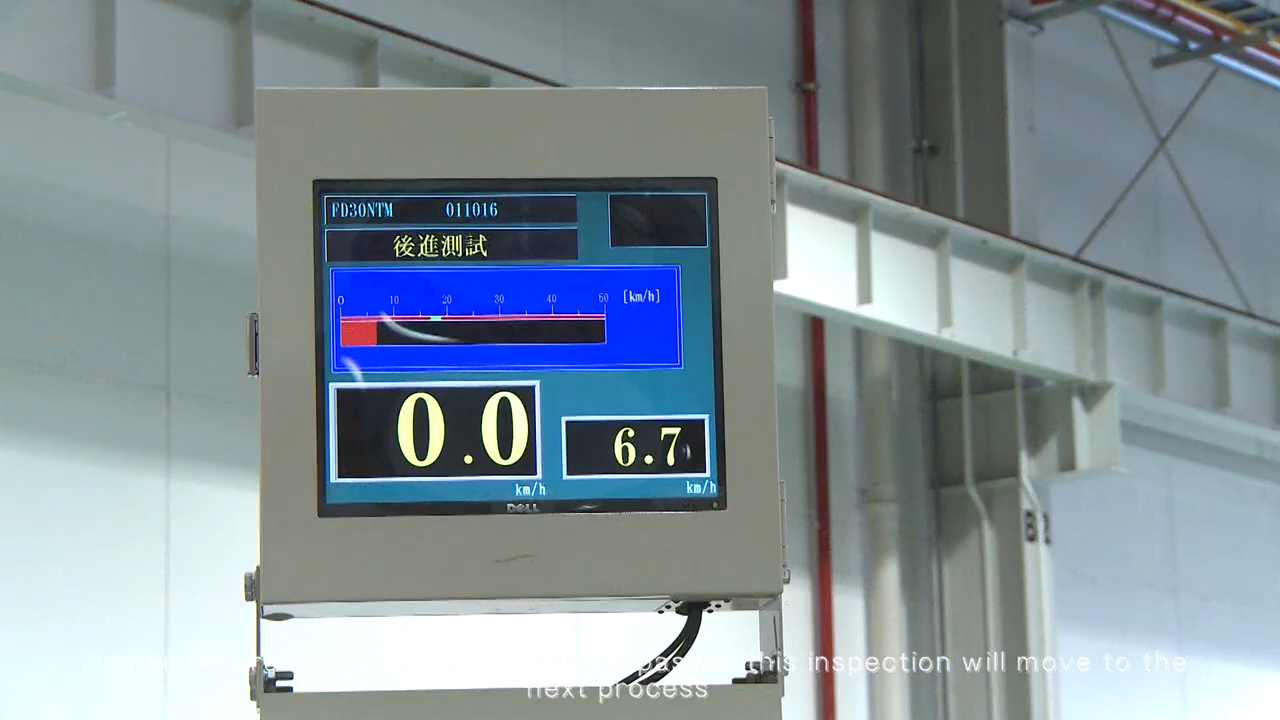 FD30NTM 011016
後進測試
0 10 20 30 40 50 60 [km/h]
0.0
6.7
km/h
km/h
DELL
this inspection will move to the
next process